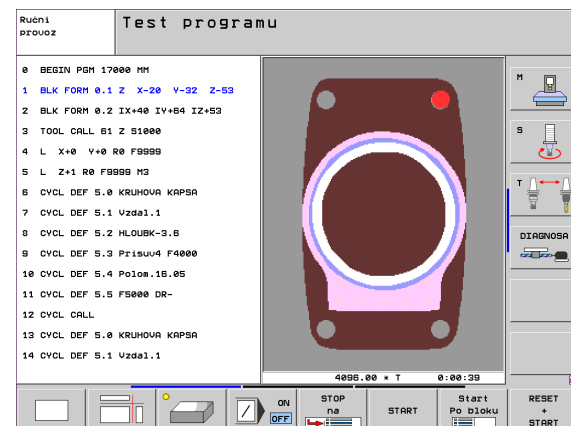 Ručni
provoz
Test programu
0 BEGIN PGM 17000 MM
1 BLK FORM 0.1 Z X-20 Y-32 Z-53
2 BLK FORM 0.2 IX+40 IY+64 IZ+53
3 TOOL CALL 61 Z S1000
4 L X+0 Y+0 R0 F9999
5 L Z+1 R0 F9999 M3
6 CYCL DEF 5.0 KRUHOVA KAPSA
7 CYCL DEF 5.1 Vzdal.1
8 CYCL DEF 5.2 HLOUBK-3.6
9 CYCL DEF 5.3 Prisuv4 F4000
10 CYCL DEF 5.4 Polom.16.05
11 CYCL DEF 5.5 F5000 DR-
12 CYCL CALL
13 CYCL DEF 5.0 KRUHOVA KAPSA
14 CYCL DEF 5.1 Vzdal.1
4096.00 * T 0:00:39
M
S
T
DIAGNOSA
ON
OFF
STOP
na
START
Start
Po bloku
RESET
+
START